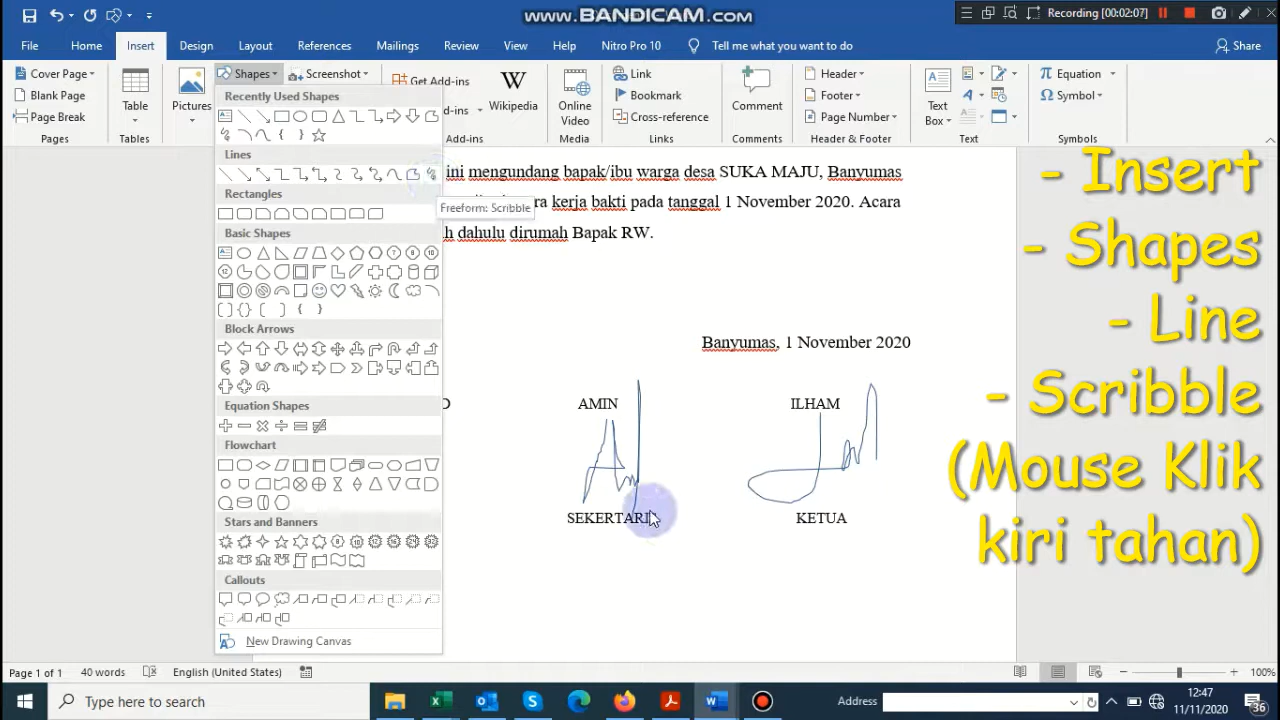 www.BANDICAM.com
Recording [00:02:07]
File Home Insert Design Layout References Mailings Review View Help Nitro Pro 10 Tell me what you want to do Share
Cover Page
Blank Page
Page Break
Pages
Table
Tables
Pictures
Shapes
Screenshot
Get Add-ins
ns
Add-ins
Wikipedia
Online
Video
Media
Link
Bookmark
Cross-reference
Links
Comment
Comments
Header
Footer
Page Number
Header & Footer
Text
Box
Text
Equation
Symbol
Symbols
Recently Used Shapes
Lines
Rectangles
Basic Shapes
Block Arrows
Equation Shapes
Flowchart
Stars and Banners
Callouts
New Drawing Canvas
Freeform: Scribble
ini mengundang bapak/ibu warga desa SUKA MAJU, Banyumas
ra kerja bakti pada tanggal 1 November 2020. Acara
h dahulu dirumah Bapak RW.
Banyumas, 1 November 2020
D AMIN ILHAM
SEKERTARI KETUA
- Insert
- Shapes
- Line
- Scribble
(Mouse Klik
kiri tahan)
Page 1 of 1 40 words English (United States) 100%
Type here to search
Address
12:47
11/11/2020
36